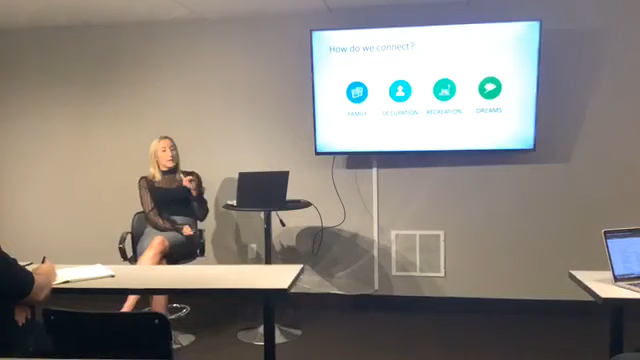 How do we connect?
FAMILY
OCCUPATION
RECREATION
DREAMS